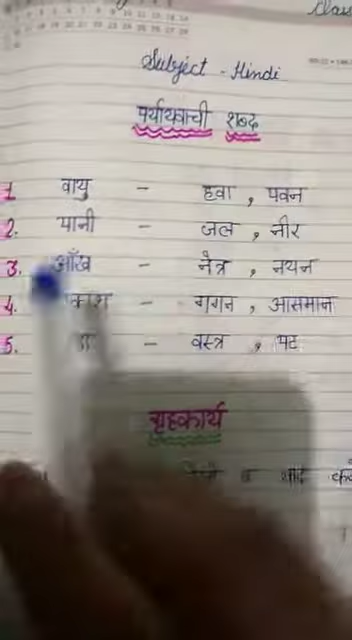 Class
Subject - Hindi
पर्यायवाची शब्द
1. वायु - हवा , पवन
2. पानी - जल , नीर
3. आँख - नेत्र , नयन
4. - गगन , आसमान
5. - वस्त्र , पट
गृहकार्य
व याद